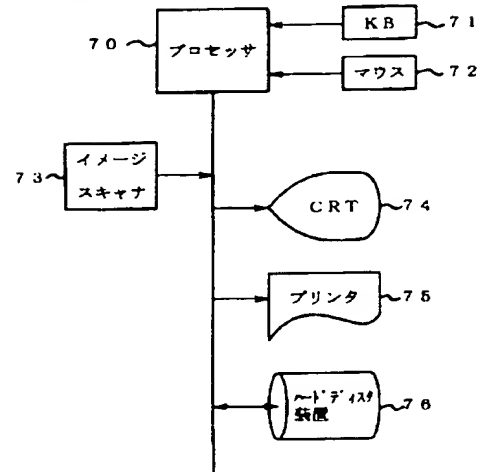 70
プロセッサ
KB
71
マウス
72
73
イメージ
スキャナ
CRT
74
プリンタ
75
ハードディスク
装置
76